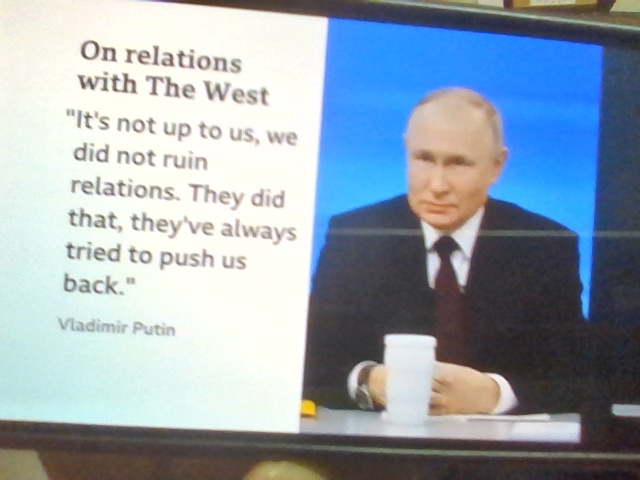 On relations
with The West
"It's not up to us, we
did not ruin
relations. They did
that, they've always
tried to push us
back."
Vladimir Putin